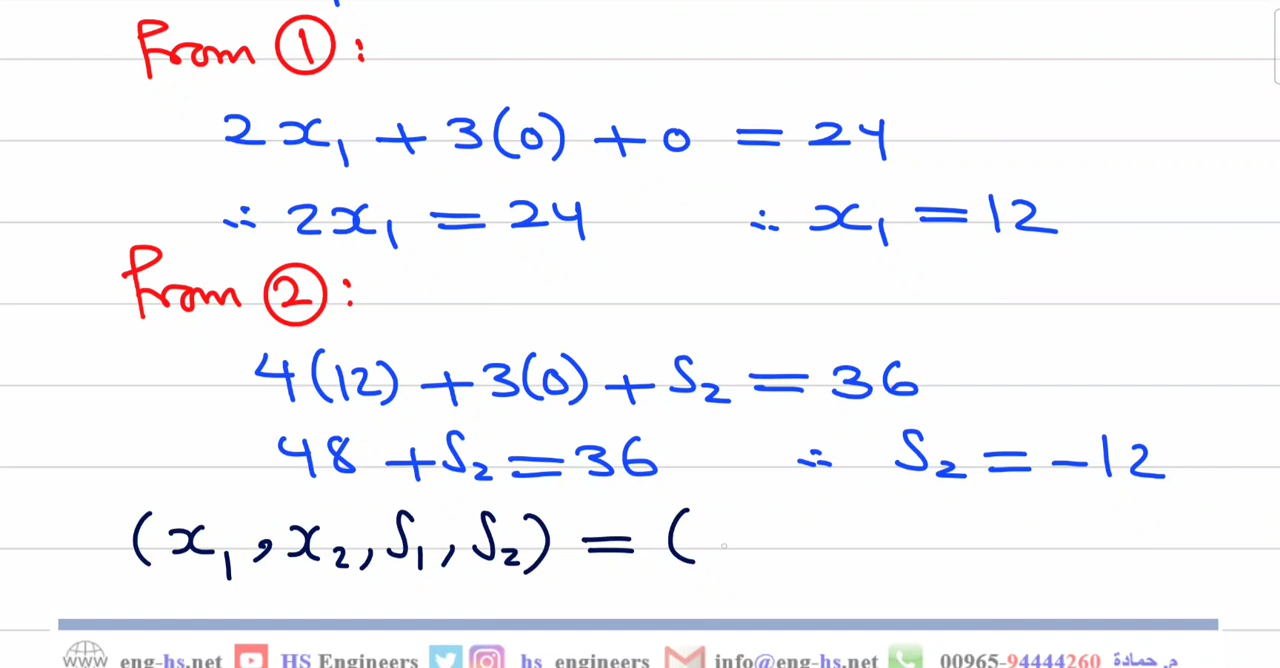 From ①:
2x₁ + 3(0) + 0 = 24
∴ 2x₁ = 24 ∴ x₁ = 12
From ②:
4(12) + 3(0) + S₂ = 36
48 + S₂ = 36 ∴ S₂ = -12
(x₁, x₂, S₁, S₂) = (
www eng-hs.net HS Engineers hs_engineers info@eng-hs.net 00965-94444260 م. حمادة